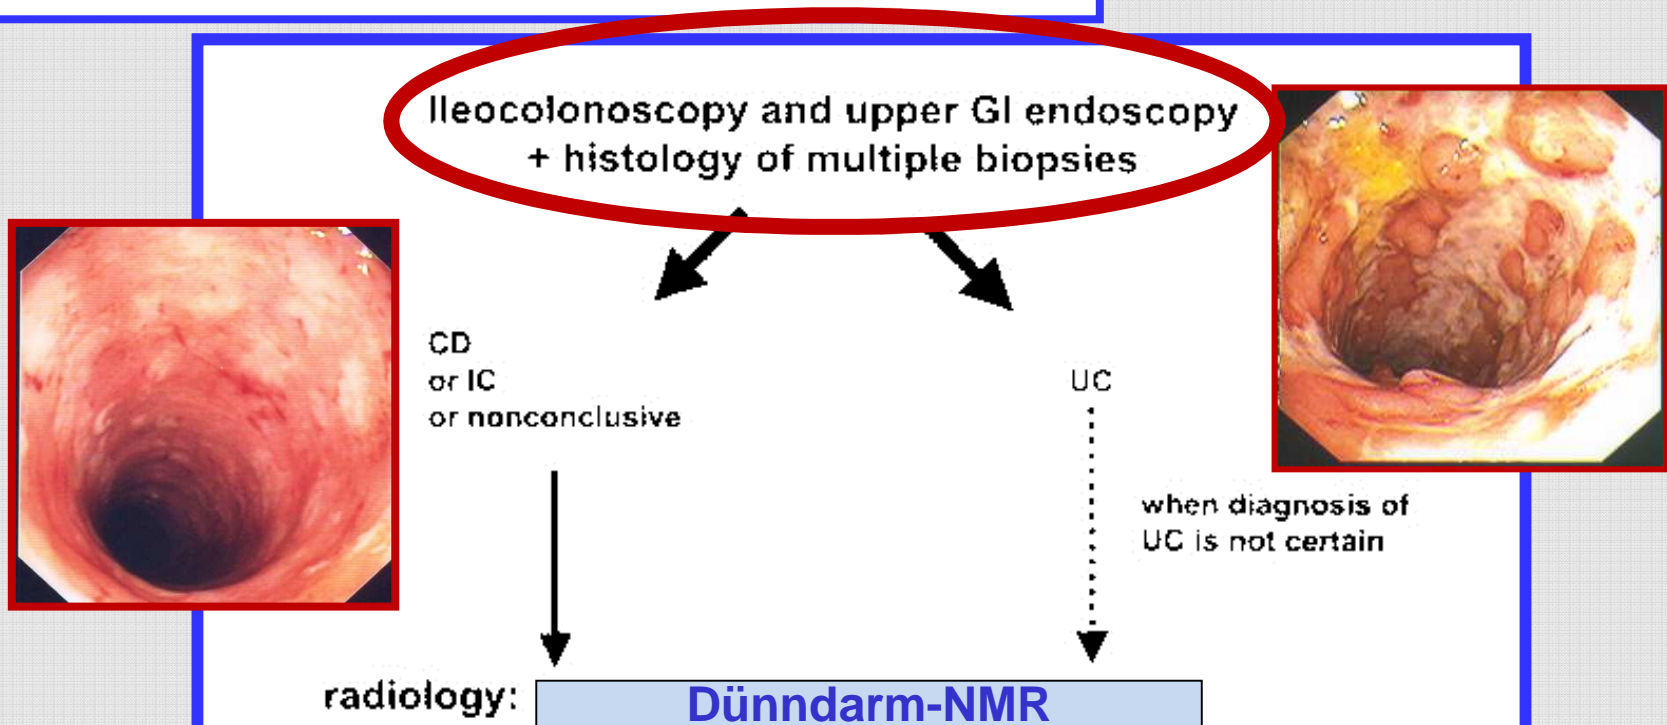 Ileocolonoscopy and upper GI endoscopy
+ histology of multiple biopsies
CD
or IC
or nonconclusive
UC
when diagnosis of
UC is not certain
radiology:
Dünndarm-NMR